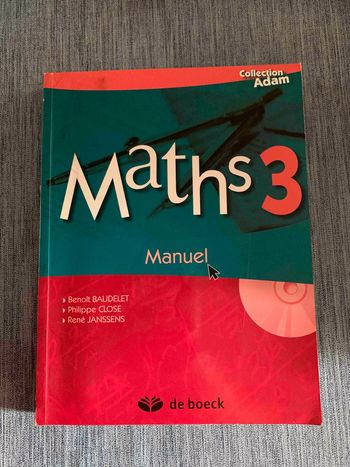 Collection
Adam
Maths 3
Manuel
Benoît BAUDELET
Philippe CLOSE
René JANSSENS
de boeck